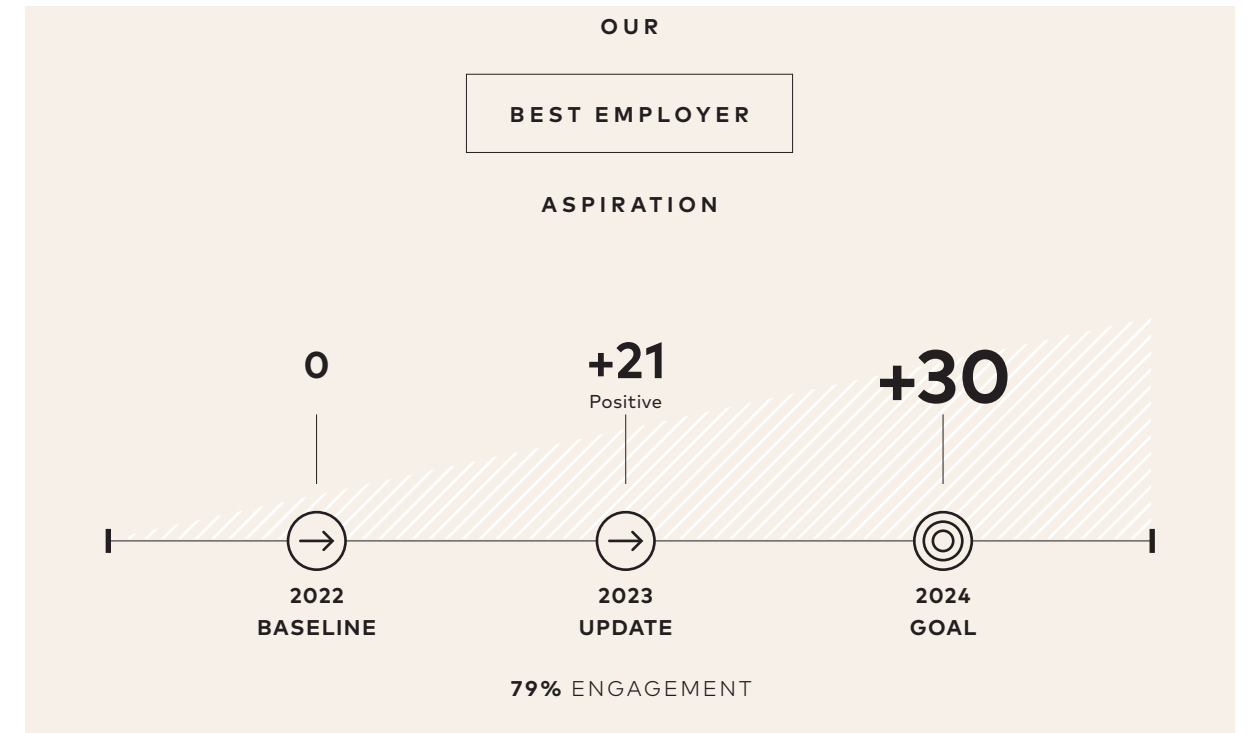 OUR
BEST EMPLOYER
ASPIRATION
0
+21
Positive
+30
2022
BASELINE
2023
UPDATE
2024
GOAL
79% ENGAGEMENT